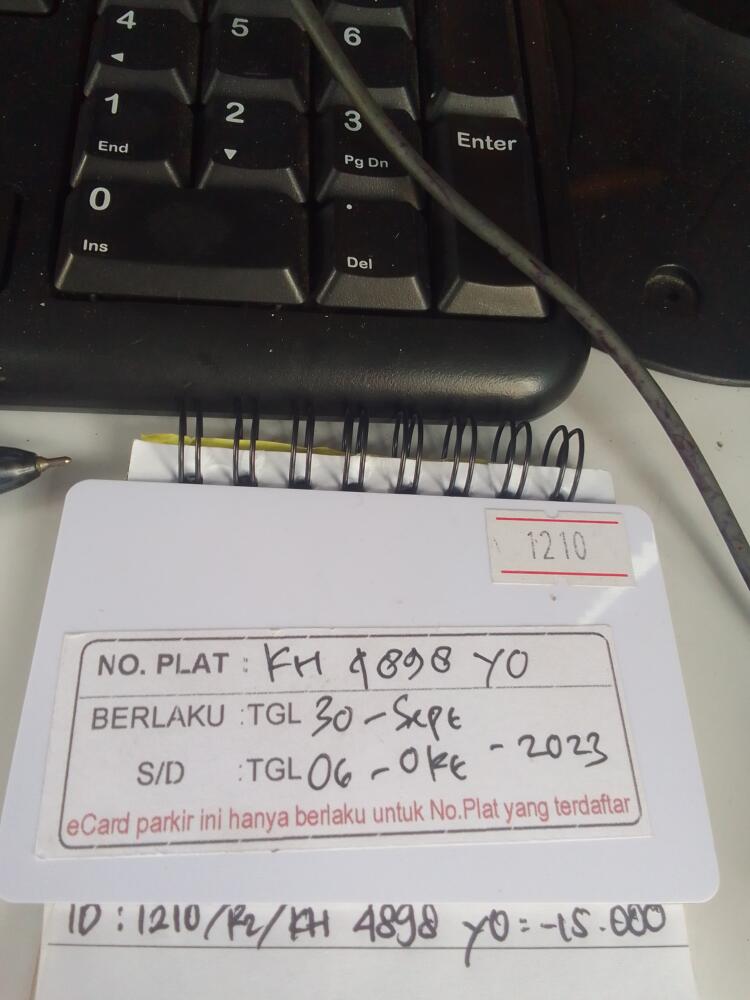 4 5 6
1 2 3
End Pg Dn Enter
0 .
Ins Del
1210
NO. PLAT : KH 4898 YO
BERLAKU : TGL 30 - Sept
S/D : TGL 06 - Okt - 2023
eCard parkir ini hanya berlaku untuk No.Plat yang terdaftar
ID : 1210/R2/KH 4898 YO = -15.000